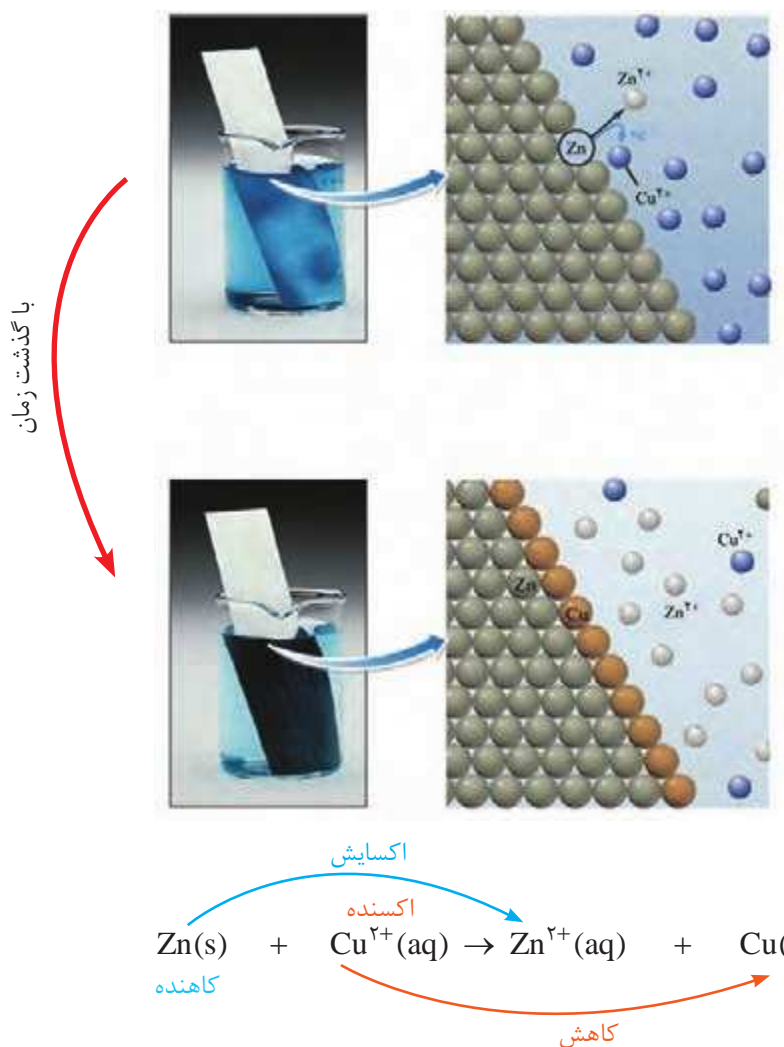 Zn²⁺
Zn
Cu²⁺
با گذشت زمان
Cu²⁺
Zn
Zn²⁺
Cu
اکسایش
اکسنده
Zn(s) + Cu²⁺(aq) → Zn²⁺(aq) + Cu(
کاهنده
کاهش